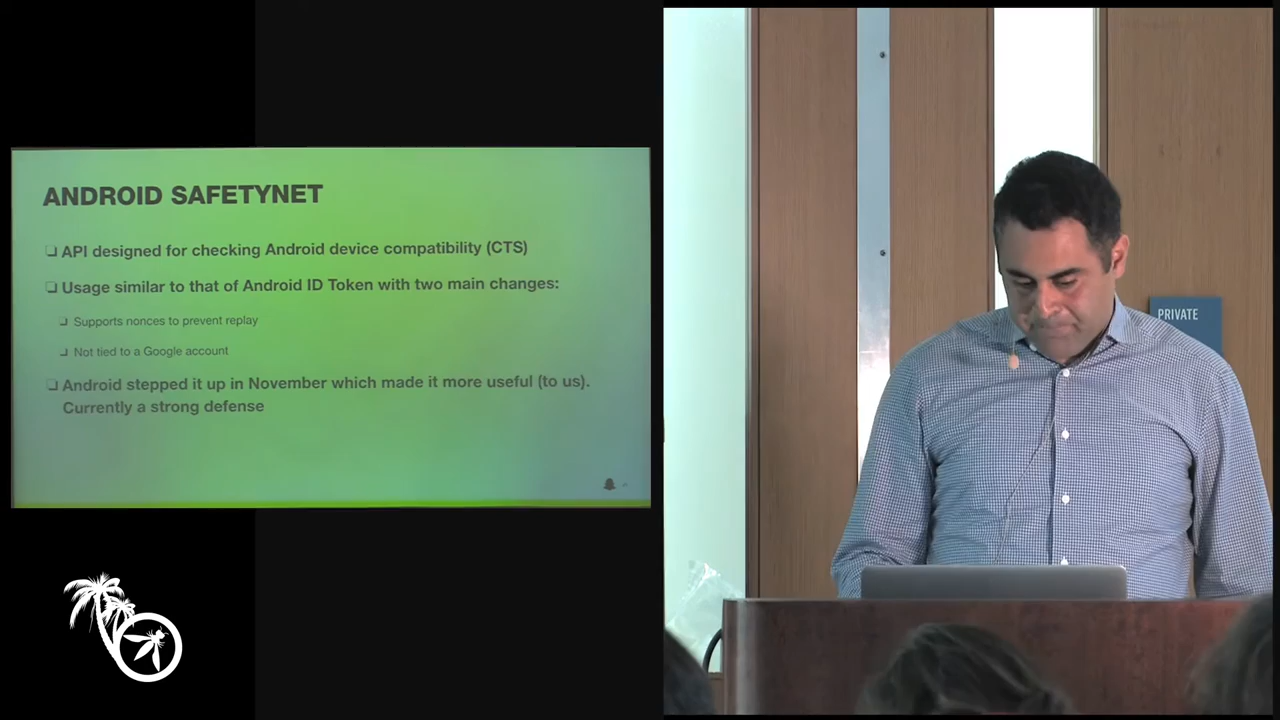 ANDROID SAFETYNET
❏ API designed for checking Android device compatibility (CTS)
❏ Usage similar to that of Android ID Token with two main changes:
❏ Supports nonces to prevent replay
❏ Not tied to a Google account
❏ Android stepped it up in November which made it more useful (to us).
Currently a strong defense
PRIVATE